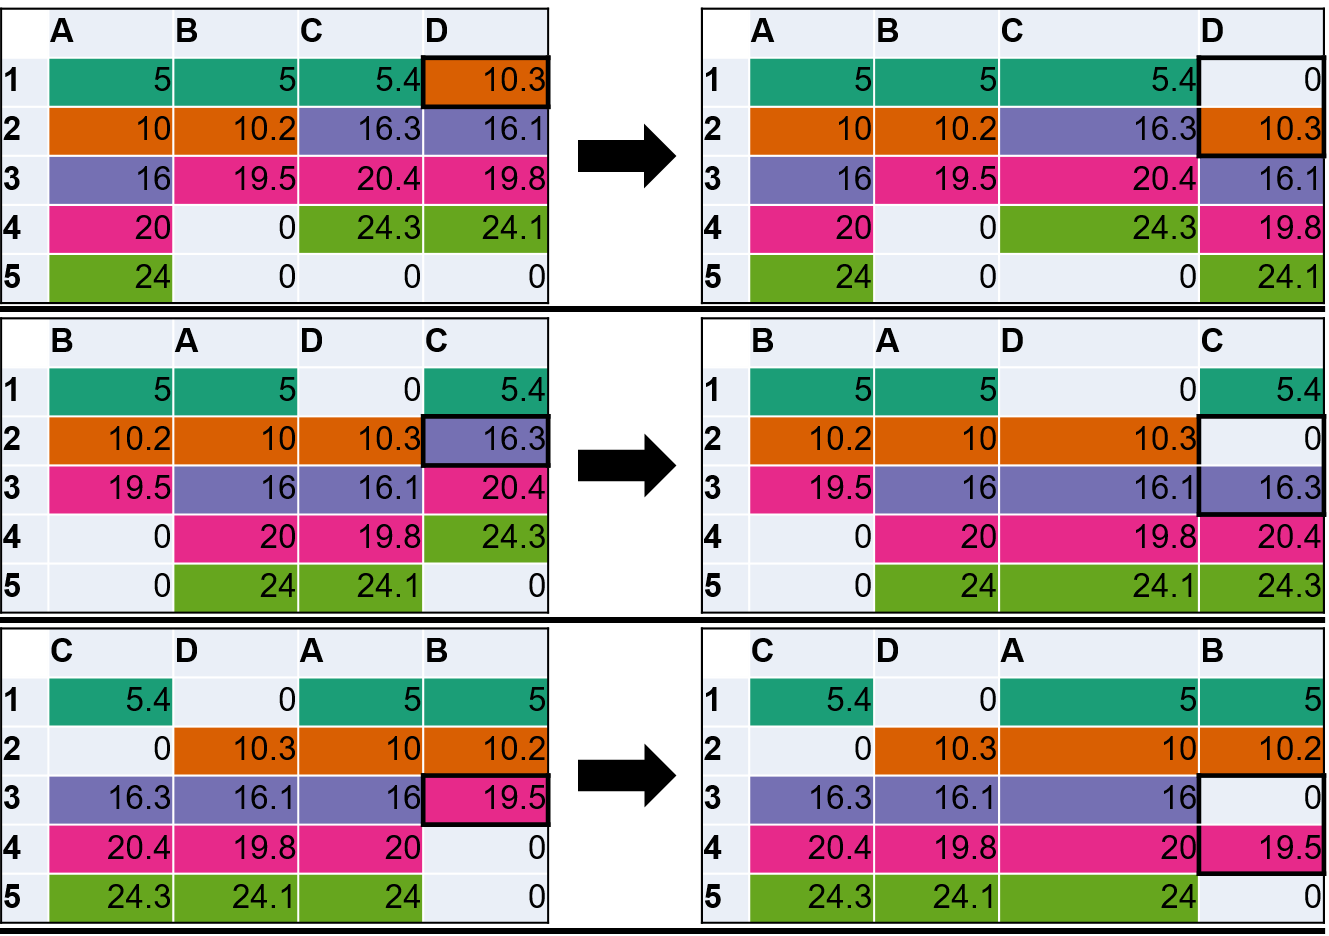 A B C D A B C D
1 5 5 5.4 10.3 1 5 5 5.4 0
2 10 10.2 16.3 16.1 2 10 10.2 16.3 10.3
3 16 19.5 20.4 19.8 3 16 19.5 20.4 16.1
4 20 0 24.3 24.1 4 20 0 24.3 19.8
5 24 0 0 0 5 24 0 0 24.1
B A D C B A D C
1 5 5 0 5.4 1 5 5 0 5.4
2 10.2 10 10.3 16.3 2 10.2 10 10.3 0
3 19.5 16 16.1 20.4 3 19.5 16 16.1 16.3
4 0 20 19.8 24.3 4 0 20 19.8 20.4
5 0 24 24.1 0 5 0 24 24.1 24.3
C D A B C D A B
1 5.4 0 5 5 1 5.4 0 5 5
2 0 10.3 10 10.2 2 0 10.3 10 10.2
3 16.3 16.1 16 19.5 3 16.3 16.1 16 0
4 20.4 19.8 20 0 4 20.4 19.8 20 19.5
5 24.3 24.1 24 0 5 24.3 24.1 24 0